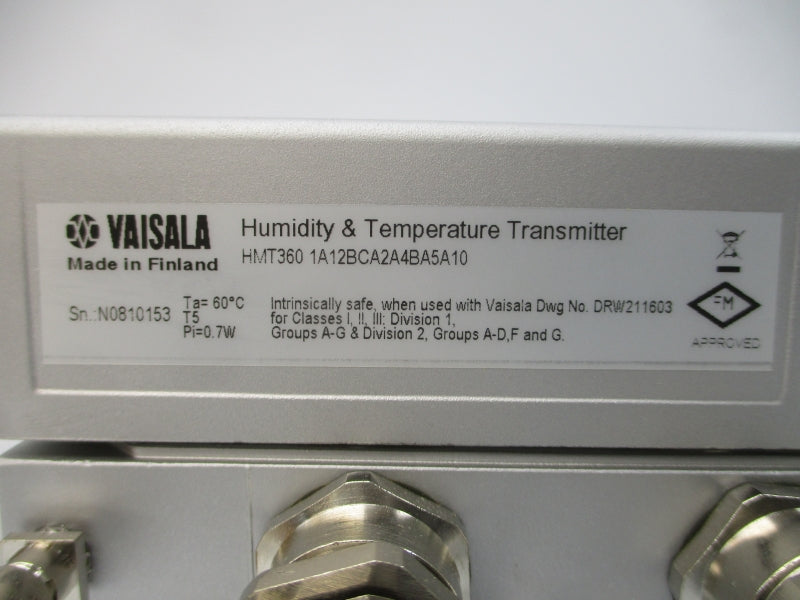 VAISALA
Made in Finland
Humidity & Temperature Transmitter
HMT360 1A12BCA2A4BA5A10
Sn.:N0810153
Ta= 60°C
T5
Pi=0.7W
Intrinsically safe, when used with Vaisala Dwg No. DRW211603
for Classes I, II, III: Division 1,
Groups A-G & Division 2, Groups A-D,F and G.
FM
APPROVED